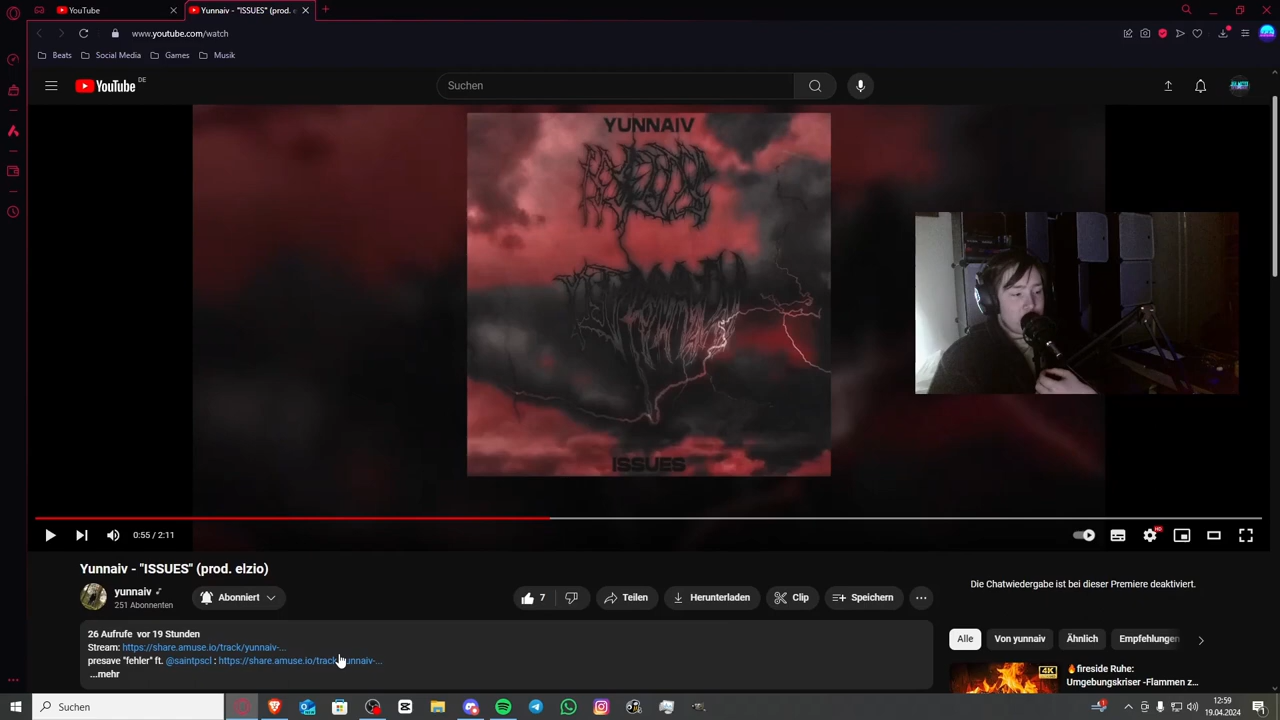 YouTube
Yunnaiv - "ISSUES" (prod. e
www.youtube.com/watch
Beats
Social Media
Games
Musik
YouTube
DE
Suchen
YUNNAIV
ISSUES
0:55 / 2:11
HD
Yunnaiv - "ISSUES" (prod. elzio)
yunnaiv
251 Abonnenten
Abonniert
7
Teilen
Herunterladen
Clip
Speichern
26 Aufrufe vor 19 Stunden
Stream: https://share.amuse.io/track/yunnaiv-...
presave "fehler" ft. @saintpscl : https://share.amuse.io/track/yunnaiv-...
...mehr
Die Chatwiedergabe ist bei dieser Premiere deaktiviert.
Alle
Von yunnaiv
Ähnlich
Empfehlungen
4K
🔥fireside Ruhe:
Umgebungskriser -Flammen z...
Suchen
12:59
19.04.2024